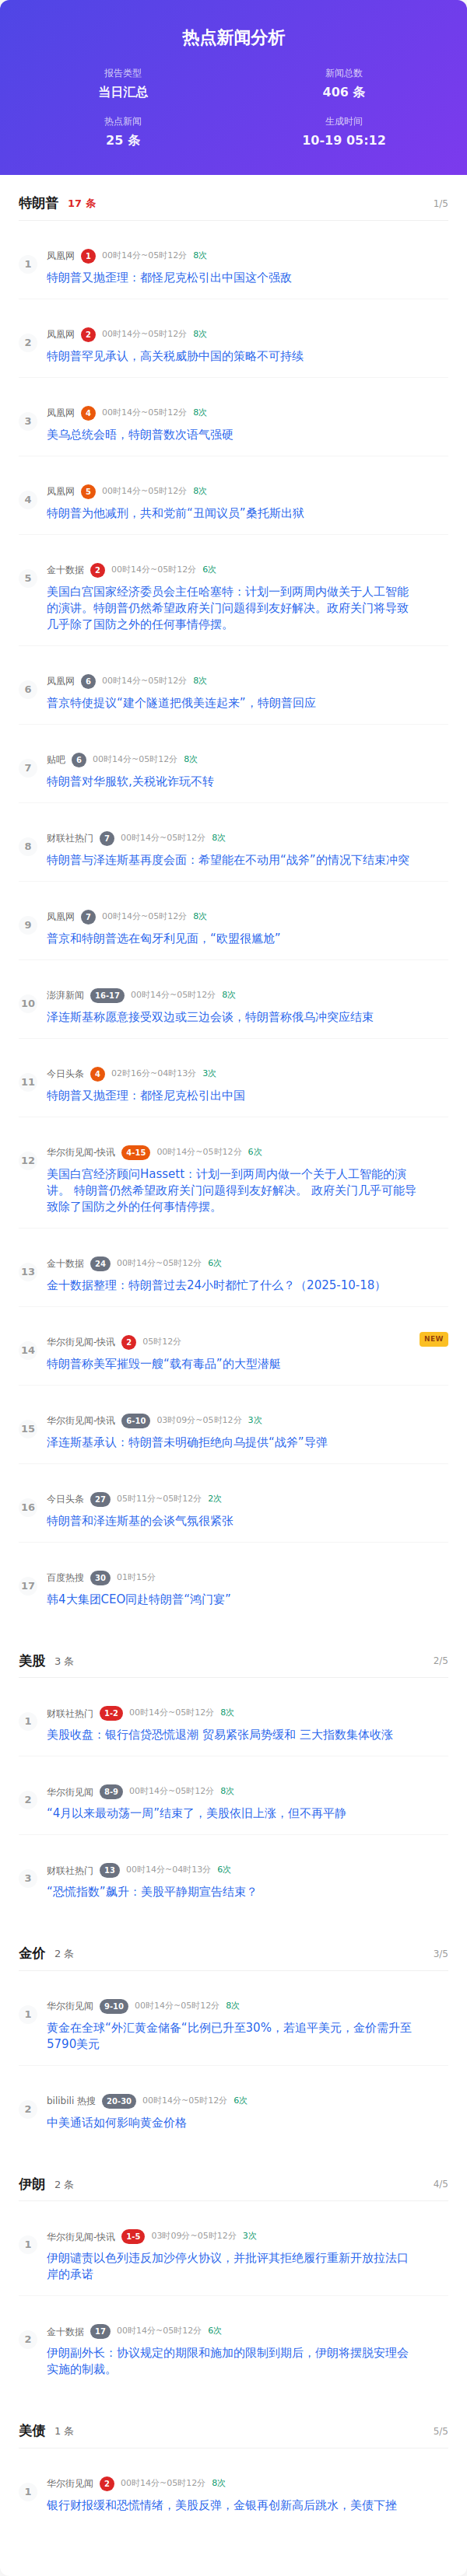 热点新闻分析
报告类型 新闻总数
当日汇总 406 条
热点新闻 生成时间
25 条 10-19 05:12
特朗普 17 条 1/5
1
凤凰网 1 00时14分~05时12分 8次
特朗普又抛歪理：都怪尼克松引出中国这个强敌
2
凤凰网 2 00时14分~05时12分 8次
特朗普罕见承认，高关税威胁中国的策略不可持续
3
凤凰网 4 00时14分~05时12分 8次
美乌总统会晤，特朗普数次语气强硬
4
凤凰网 5 00时14分~05时12分 8次
特朗普为他减刑，共和党前“丑闻议员”桑托斯出狱
5
金十数据 2 00时14分~05时12分 6次
美国白宫国家经济委员会主任哈塞特：计划一到两周内做关于人工智能
的演讲。特朗普仍然希望政府关门问题得到友好解决。政府关门将导致
几乎除了国防之外的任何事情停摆。
6
凤凰网 6 00时14分~05时12分 8次
普京特使提议“建个隧道把俄美连起来”，特朗普回应
7
贴吧 6 00时14分~05时12分 8次
特朗普对华服软,关税讹诈玩不转
8
财联社热门 7 00时14分~05时12分 8次
特朗普与泽连斯基再度会面：希望能在不动用“战斧”的情况下结束冲突
9
凤凰网 7 00时14分~05时12分 8次
普京和特朗普选在匈牙利见面，“欧盟很尴尬”
10
澎湃新闻 16-17 00时14分~05时12分 8次
泽连斯基称愿意接受双边或三边会谈，特朗普称俄乌冲突应结束
11
今日头条 4 02时16分~04时13分 3次
特朗普又抛歪理：都怪尼克松引出中国
12
华尔街见闻-快讯 4-15 00时14分~05时12分 6次
美国白宫经济顾问Hassett：计划一到两周内做一个关于人工智能的演
讲。 特朗普仍然希望政府关门问题得到友好解决。 政府关门几乎可能导
致除了国防之外的任何事情停摆。
13
金十数据 24 00时14分~05时12分 6次
金十数据整理：特朗普过去24小时都忙了什么？（2025-10-18）
14
华尔街见闻-快讯 2 05时12分 NEW
特朗普称美军摧毁一艘“载有毒品”的大型潜艇
15
华尔街见闻-快讯 6-10 03时09分~05时12分 3次
泽连斯基承认：特朗普未明确拒绝向乌提供“战斧”导弹
16
今日头条 27 05时11分~05时12分 2次
特朗普和泽连斯基的会谈气氛很紧张
17
百度热搜 30 01时15分
韩4大集团CEO同赴特朗普“鸿门宴”
美股 3 条 2/5
1
财联社热门 1-2 00时14分~05时12分 8次
美股收盘：银行信贷恐慌退潮 贸易紧张局势缓和 三大指数集体收涨
2
华尔街见闻 8-9 00时14分~05时12分 8次
“4月以来最动荡一周”结束了，美股依旧上涨，但不再平静
3
财联社热门 13 00时14分~04时13分 6次
“恐慌指数”飙升：美股平静期宣告结束？
金价 2 条 3/5
1
华尔街见闻 9-10 00时14分~05时12分 8次
黄金在全球“外汇黄金储备“比例已升至30%，若追平美元，金价需升至
5790美元
2
bilibili 热搜 20-30 00时14分~05时12分 6次
中美通话如何影响黄金价格
伊朗 2 条 4/5
1
华尔街见闻-快讯 1-5 03时09分~05时12分 3次
伊朗谴责以色列违反加沙停火协议，并批评其拒绝履行重新开放拉法口
岸的承诺
2
金十数据 17 00时14分~05时12分 6次
伊朗副外长：协议规定的期限和施加的限制到期后，伊朗将摆脱安理会
实施的制裁。
美债 1 条 5/5
1
华尔街见闻 2 00时14分~05时12分 8次
银行财报缓和恐慌情绪，美股反弹，金银再创新高后跳水，美债下挫